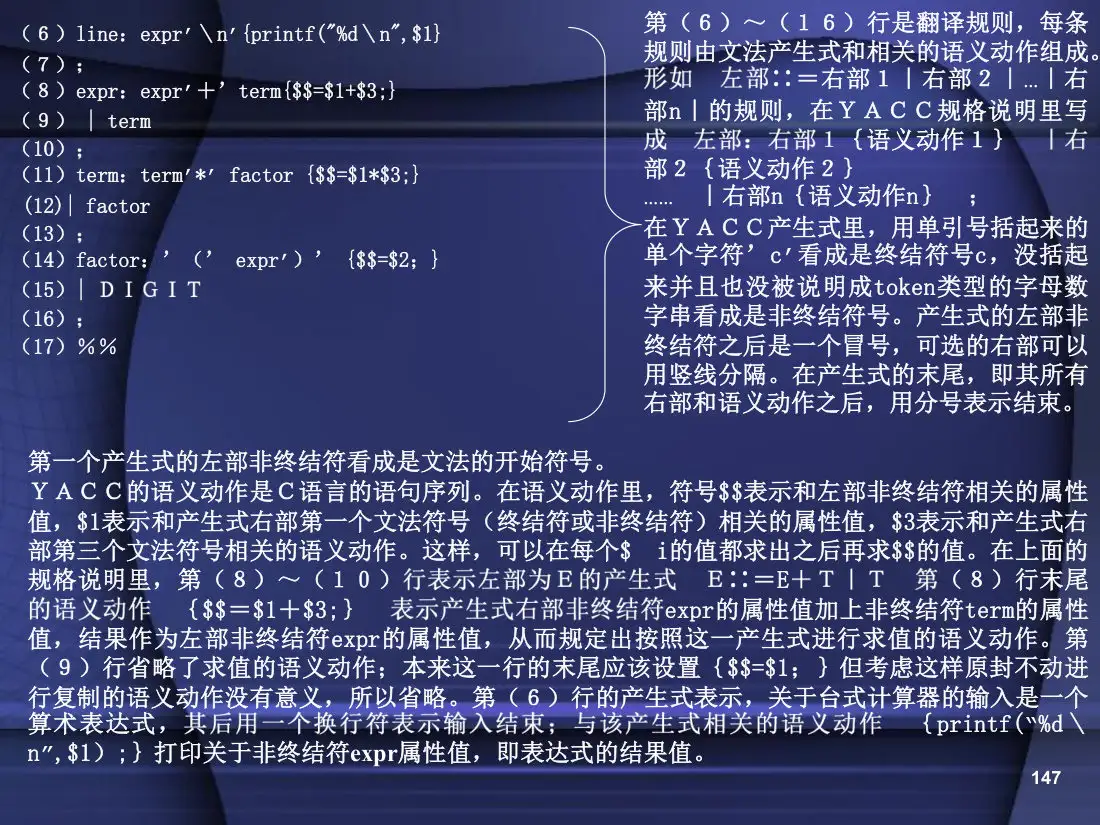 （６）line：expr′＼n′{printf("%d＼n",$1}
（７）；
（８）expr：expr′＋’term{$$=$1+$3;}
（９）｜term
（10）；
（11）term：term′*′ factor {$$=$1*$3;}
(12)| factor
（13）；
（14）factor：’（’ expr′）’ {$$=$2；}
（15）| ＤＩＧＩＴ
（16）；
（17）％％
第（６）～（１６）行是翻译规则，每条
规则由文法产生式和相关的语义动作组成。
形如　左部∷＝右部１｜右部２｜…｜右
部n｜的规则，在ＹＡＣＣ规格说明里写
成　左部：右部１｛语义动作１｝　｜右
部２｛语义动作２｝
……　｜右部n｛语义动作n｝　；
在ＹＡＣＣ产生式里，用单引号括起来的
单个字符’c′看成是终结符号c，没括起
来并且也没被说明成token类型的字母数
字串看成是非终结符号。产生式的左部非
终结符之后是一个冒号，可选的右部可以
用竖线分隔。在产生式的末尾，即其所有
右部和语义动作之后，用分号表示结束。
第一个产生式的左部非终结符看成是文法的开始符号。
ＹＡＣＣ的语义动作是Ｃ语言的语句序列。在语义动作里，符号$$表示和左部非终结符相关的属性
值，$1表示和产生式右部第一个文法符号（终结符或非终结符）相关的属性值，$3表示和产生式右
部第三个文法符号相关的语义动作。这样，可以在每个$　i的值都求出之后再求$$的值。在上面的
规格说明里，第（８）～（１０）行表示左部为Ｅ的产生式　Ｅ∷＝E＋Ｔ｜Ｔ　第（８）行末尾
的语义动作　｛$$＝$1＋$3;｝　表示产生式右部非终结符expr的属性值加上非终结符term的属性
值，结果作为左部非终结符expr的属性值，从而规定出按照这一产生式进行求值的语义动作。第
（９）行省略了求值的语义动作；本来这一行的末尾应该设置｛$$=$1；｝但考虑这样原封不动进
行复制的语义动作没有意义，所以省略。第（６）行的产生式表示，关于台式计算器的输入是一个
算术表达式，其后用一个换行符表示输入结束；与该产生式相关的语义动作　｛printf(“%d＼
n″,$1）;｝打印关于非终结符expr属性值，即表达式的结果值。
147